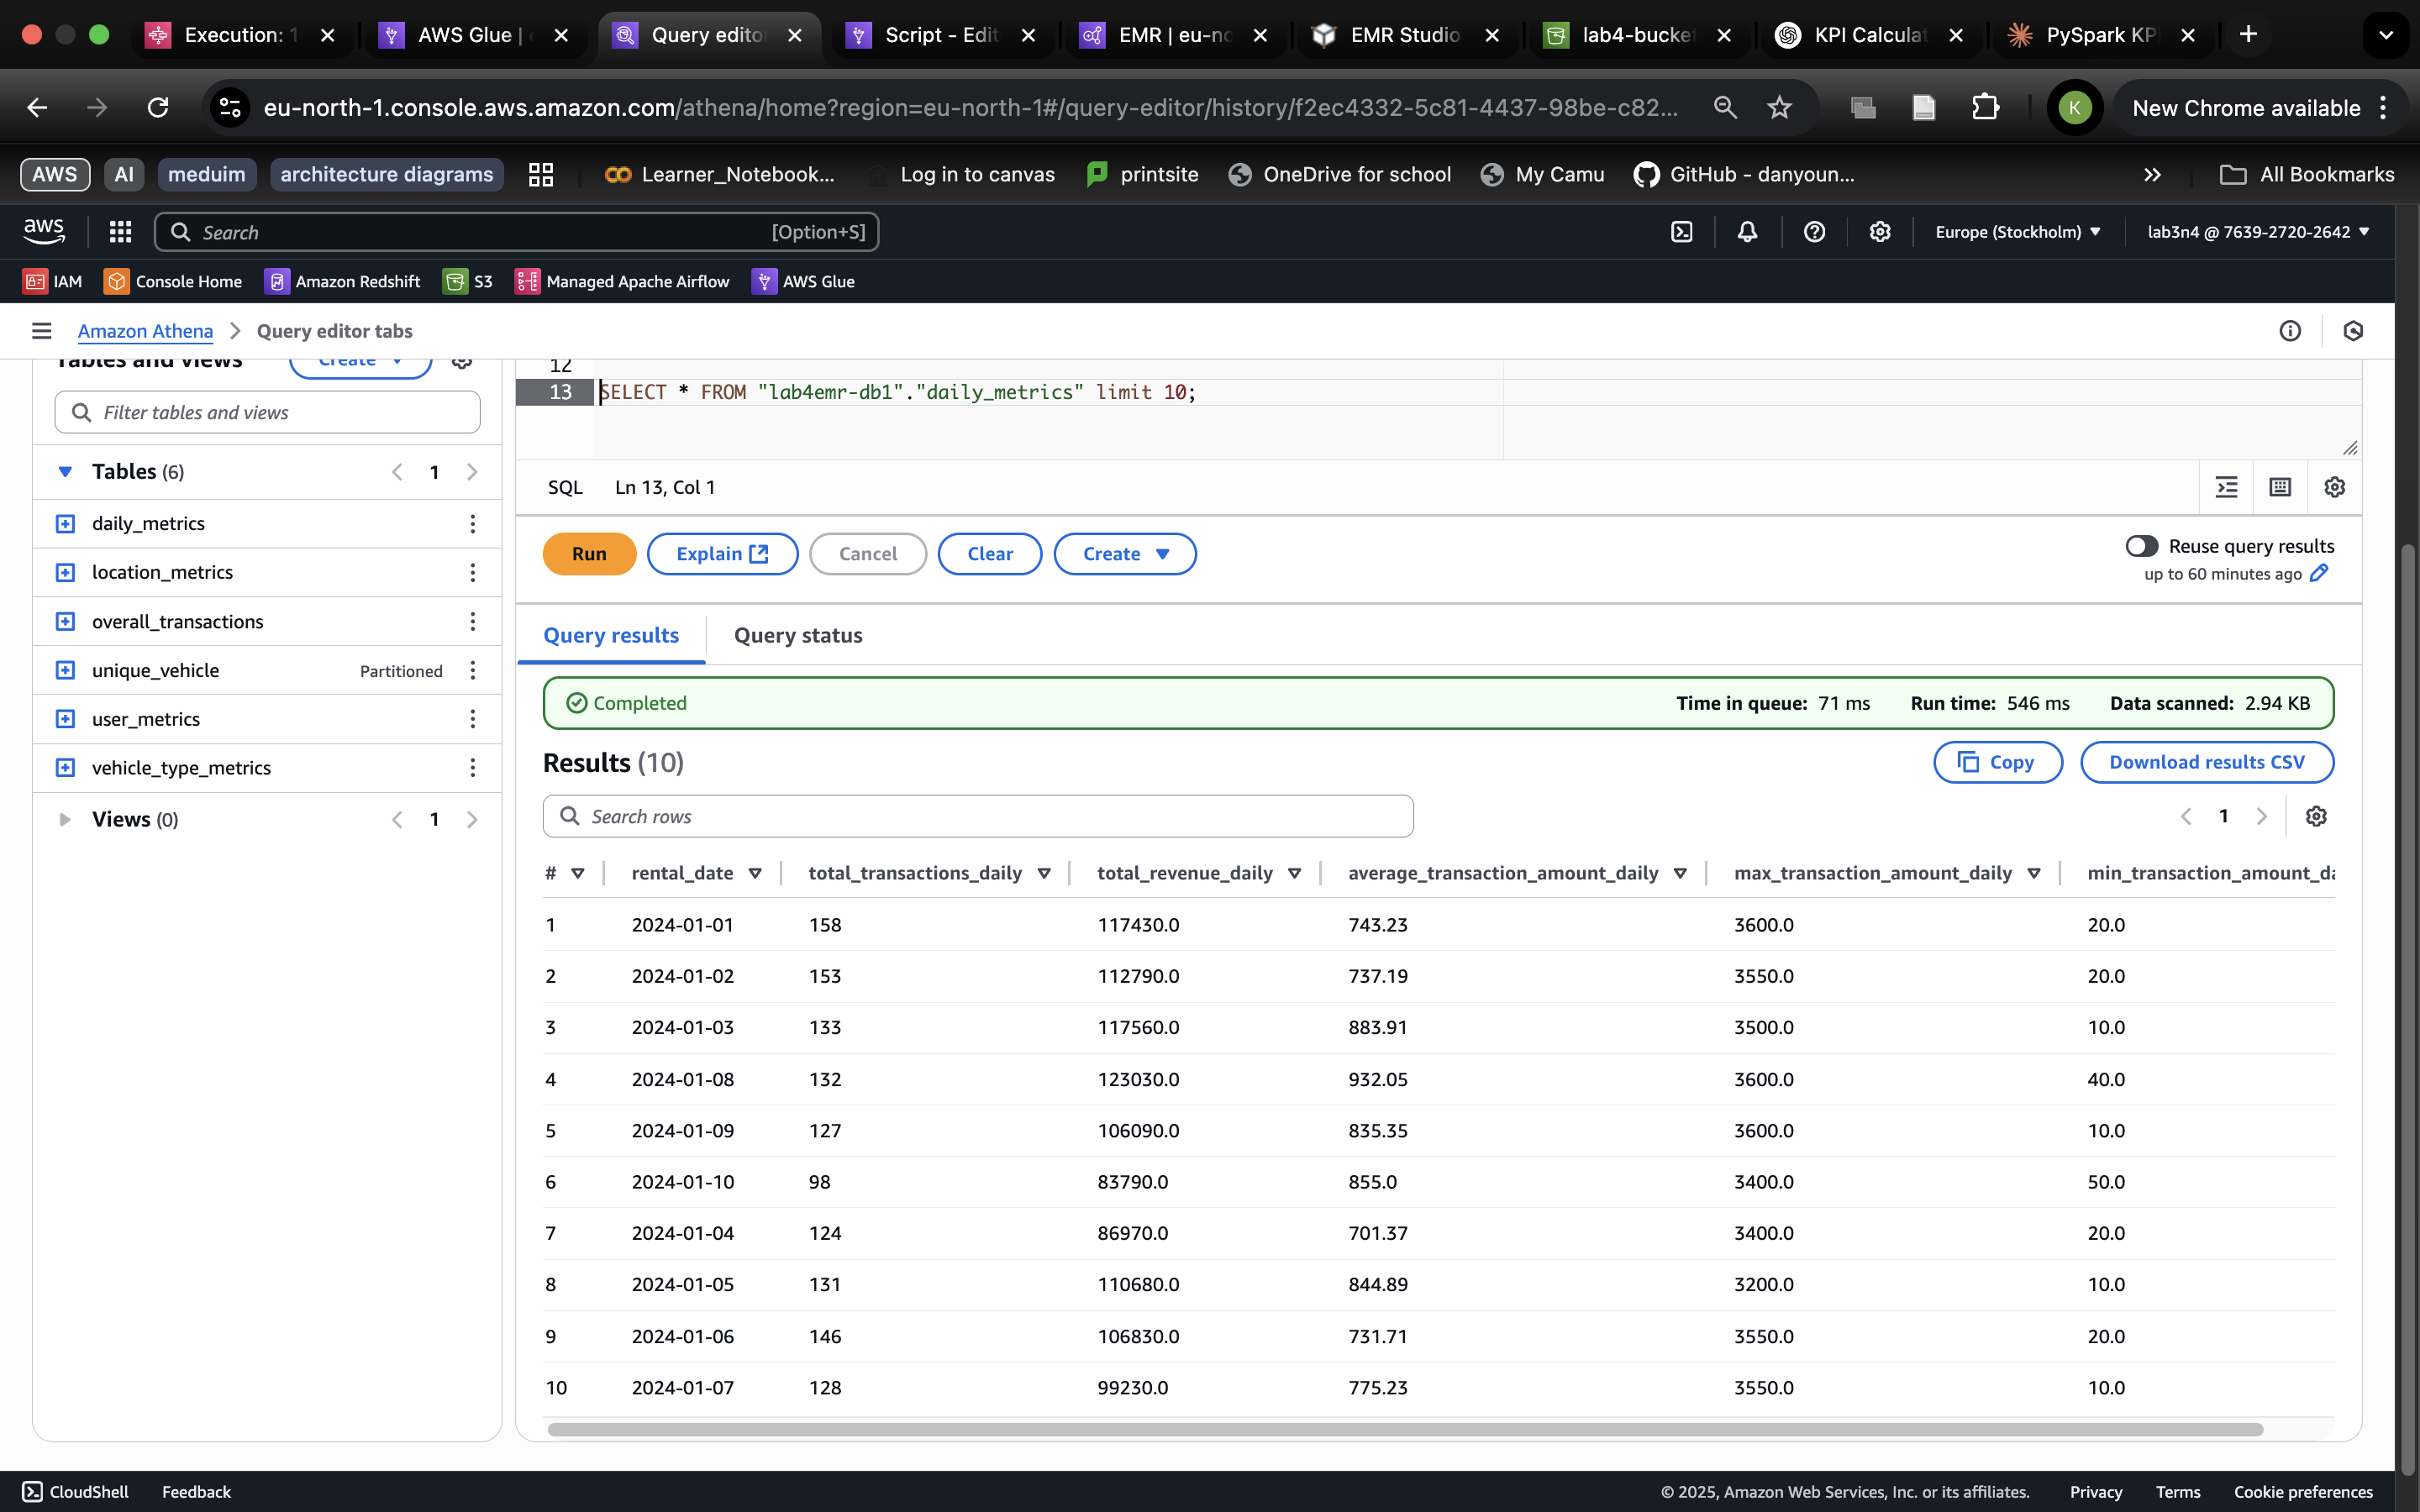 Execution: 1
AWS Glue |
Query editor
Script - Edit
EMR | eu-no
EMR Studio
lab4-bucket
KPI Calculat
PySpark KP
eu-north-1.console.aws.amazon.com/athena/home?region=eu-north-1#/query-editor/history/f2ec4332-5c81-4437-98be-c82...
K
New Chrome available
AWS
AI
meduim
architecture diagrams
Learner_Notebook...
Log in to canvas
printsite
OneDrive for school
My Camu
GitHub - danyoun...
All Bookmarks
aws
Search
[Option+S]
Europe (Stockholm)
lab3n4 @ 7639-2720-2642
IAM
Console Home
Amazon Redshift
S3
Managed Apache Airflow
AWS Glue
Amazon Athena
Query editor tabs
Tables and views
Create
Filter tables and views
Tables (6)
1
daily_metrics
location_metrics
overall_transactions
unique_vehicle
Partitioned
user_metrics
vehicle_type_metrics
Views (0)
1
12
13 SELECT * FROM "lab4emr-db1"."daily_metrics" limit 10;
SQL Ln 13, Col 1
Run
Explain
Cancel
Clear
Create
Reuse query results
up to 60 minutes ago
Query results
Query status
Completed
Time in queue: 71 ms
Run time: 546 ms
Data scanned: 2.94 KB
Results (10)
Copy
Download results CSV
Search rows
1
# rental_date total_transactions_daily total_revenue_daily average_transaction_amount_daily max_transaction_amount_daily min_transaction_amount_da
1 2024-01-01 158 117430.0 743.23 3600.0 20.0
2 2024-01-02 153 112790.0 737.19 3550.0 20.0
3 2024-01-03 133 117560.0 883.91 3500.0 10.0
4 2024-01-08 132 123030.0 932.05 3600.0 40.0
5 2024-01-09 127 106090.0 835.35 3600.0 10.0
6 2024-01-10 98 83790.0 855.0 3400.0 50.0
7 2024-01-04 124 86970.0 701.37 3400.0 20.0
8 2024-01-05 131 110680.0 844.89 3200.0 10.0
9 2024-01-06 146 106830.0 731.71 3550.0 20.0
10 2024-01-07 128 99230.0 775.23 3550.0 10.0
CloudShell
Feedback
© 2025, Amazon Web Services, Inc. or its affiliates.
Privacy
Terms
Cookie preferences